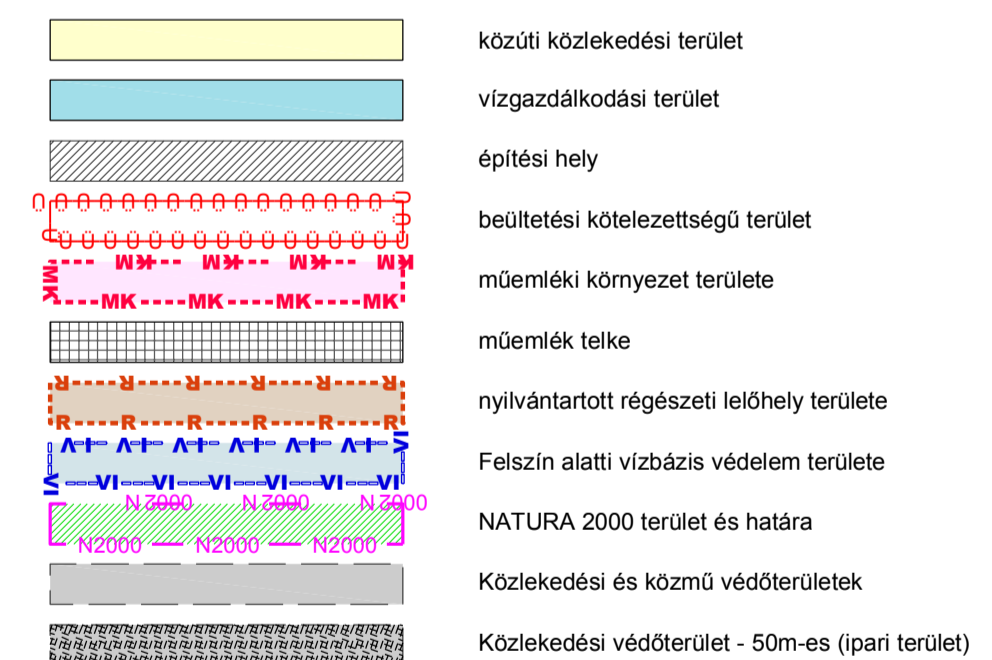 közúti közlekedési terület
vízgazdálkodási terület
építési hely
beültetési kötelezettségű terület
MK MK MK MK
műemléki környezet területe
MK
MK MK MK MK
műemlék telke
R R R R R R
nyilvántartott régészeti lelőhely területe
R R R R R R
VI VI VI VI VI VI VI
Felszín alatti vízbázis védelem területe
VI VI VI VI VI VI VI
N2000 N2000 N2000
NATURA 2000 terület és határa
N2000 N2000 N2000
Közlekedési és közmű védőterületek
Közlekedési védőterület - 50m-es (ipari terület)